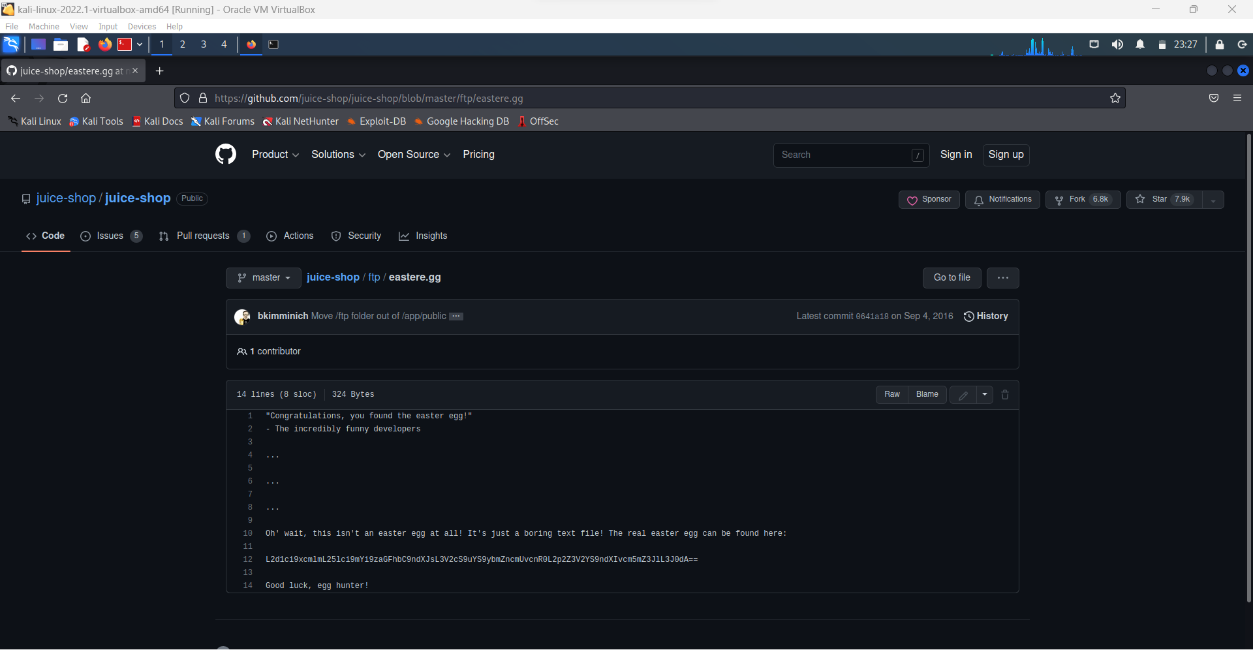 kali-linux-2022.1-virtualbox-amd64 [Running] - Oracle VM VirtualBox
File Machine View Input Devices Help
1 2 3 4 23:27
juice-shop/eastere.gg at
https://github.com/juice-shop/juice-shop/blob/master/ftp/eastere.gg
Kali Linux Kali Tools Kali Docs Kali Forums Kali NetHunter Exploit-DB Google Hacking DB OffSec
Product Solutions Open Source Pricing Search / Sign in Sign up
juice-shop / juice-shop Public Sponsor Notifications Fork 6.8k Star 7.9k
Code Issues 5 Pull requests 1 Actions Security Insights
master juice-shop / ftp / eastere.gg Go to file ...
bkimminich Move /ftp folder out of /app/public ... Latest commit 0641a18 on Sep 4, 2016 History
1 contributor
14 lines (8 sloc) 324 Bytes Raw Blame
1 "Congratulations, you found the easter egg!"
2 - The incredibly funny developers
3
4 ...
5
6 ...
7
8 ...
9
10 Oh' wait, this isn't an easter egg at all! It's just a boring text file! The real easter egg can be found here:
11
12
13
14 Good luck, egg hunter!